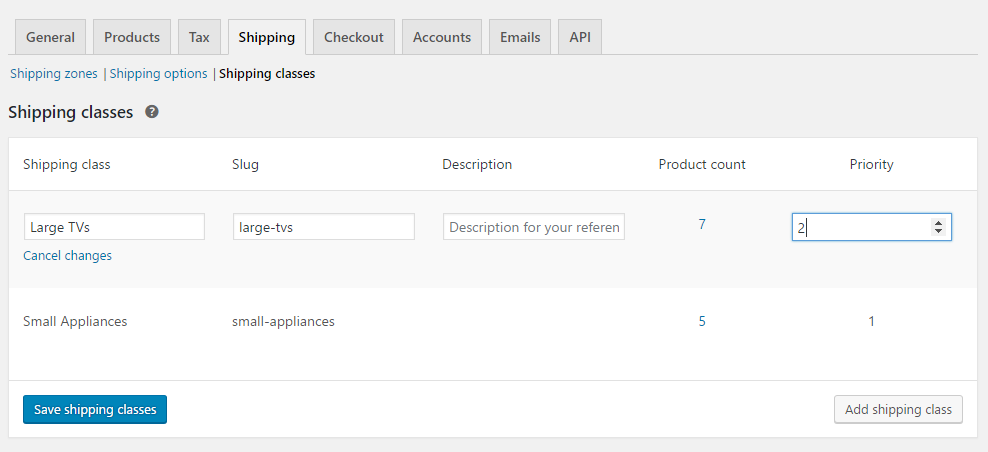 General Products Tax Shipping Checkout Accounts Emails API
Shipping zones | Shipping options | Shipping classes
Shipping classes ?
Shipping class Slug Description Product count Priority
Large TVs large-tvs Description for your referen 7 2
Cancel changes
Small Appliances small-appliances 5 1
Save shipping classes Add shipping class